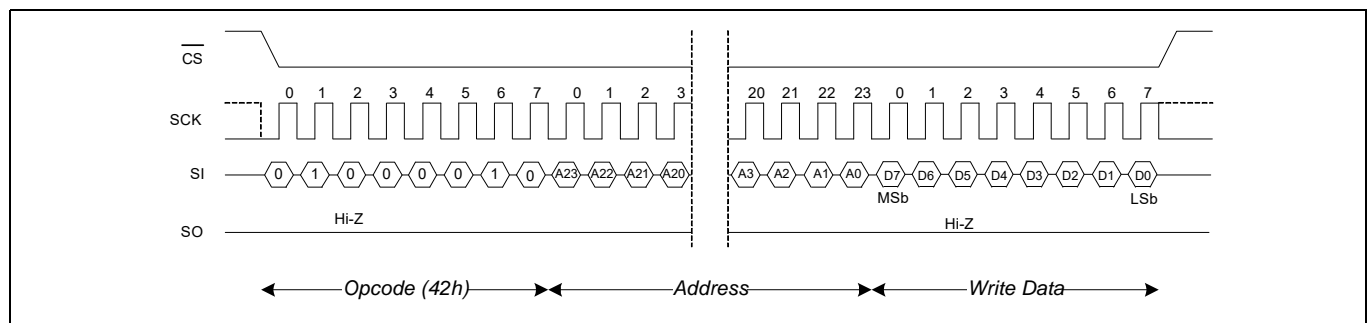 CS
0 1 2 3 4 5 6 7 0 1 2 3 20 21 22 23 0 1 2 3 4 5 6 7
SCK
SI 0 1 0 0 0 0 1 0 A23 A22 A21 A20 A3 A2 A1 A0 D7 D6 D5 D4 D3 D2 D1 D0
MSb LSb
Hi-Z Hi-Z
SO
Opcode (42h) Address Write Data